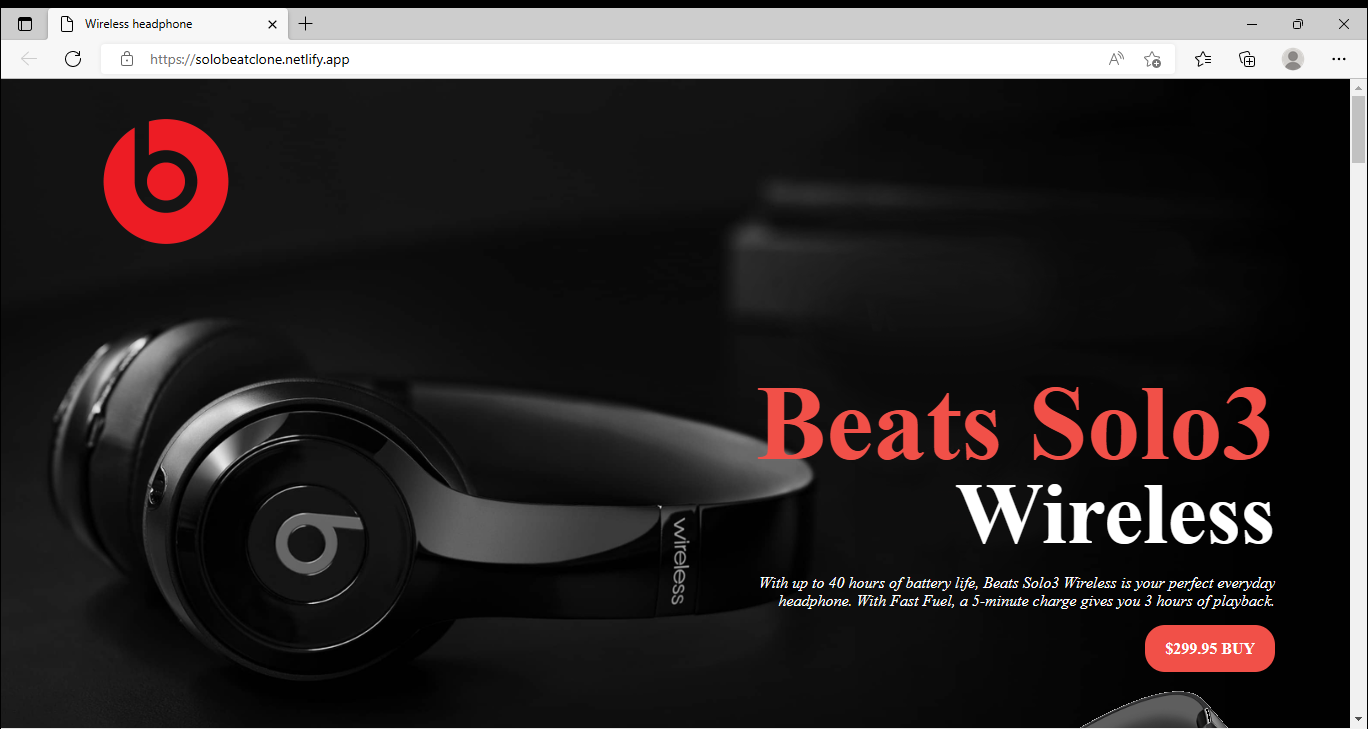 Wireless headphone
https://solobeatclone.netlify.app
Beats Solo3
Wireless
wireless
With up to 40 hours of battery life, Beats Solo3 Wireless is your perfect everyday
headphone. With Fast Fuel, a 5-minute charge gives you 3 hours of playback.
$299.95 BUY